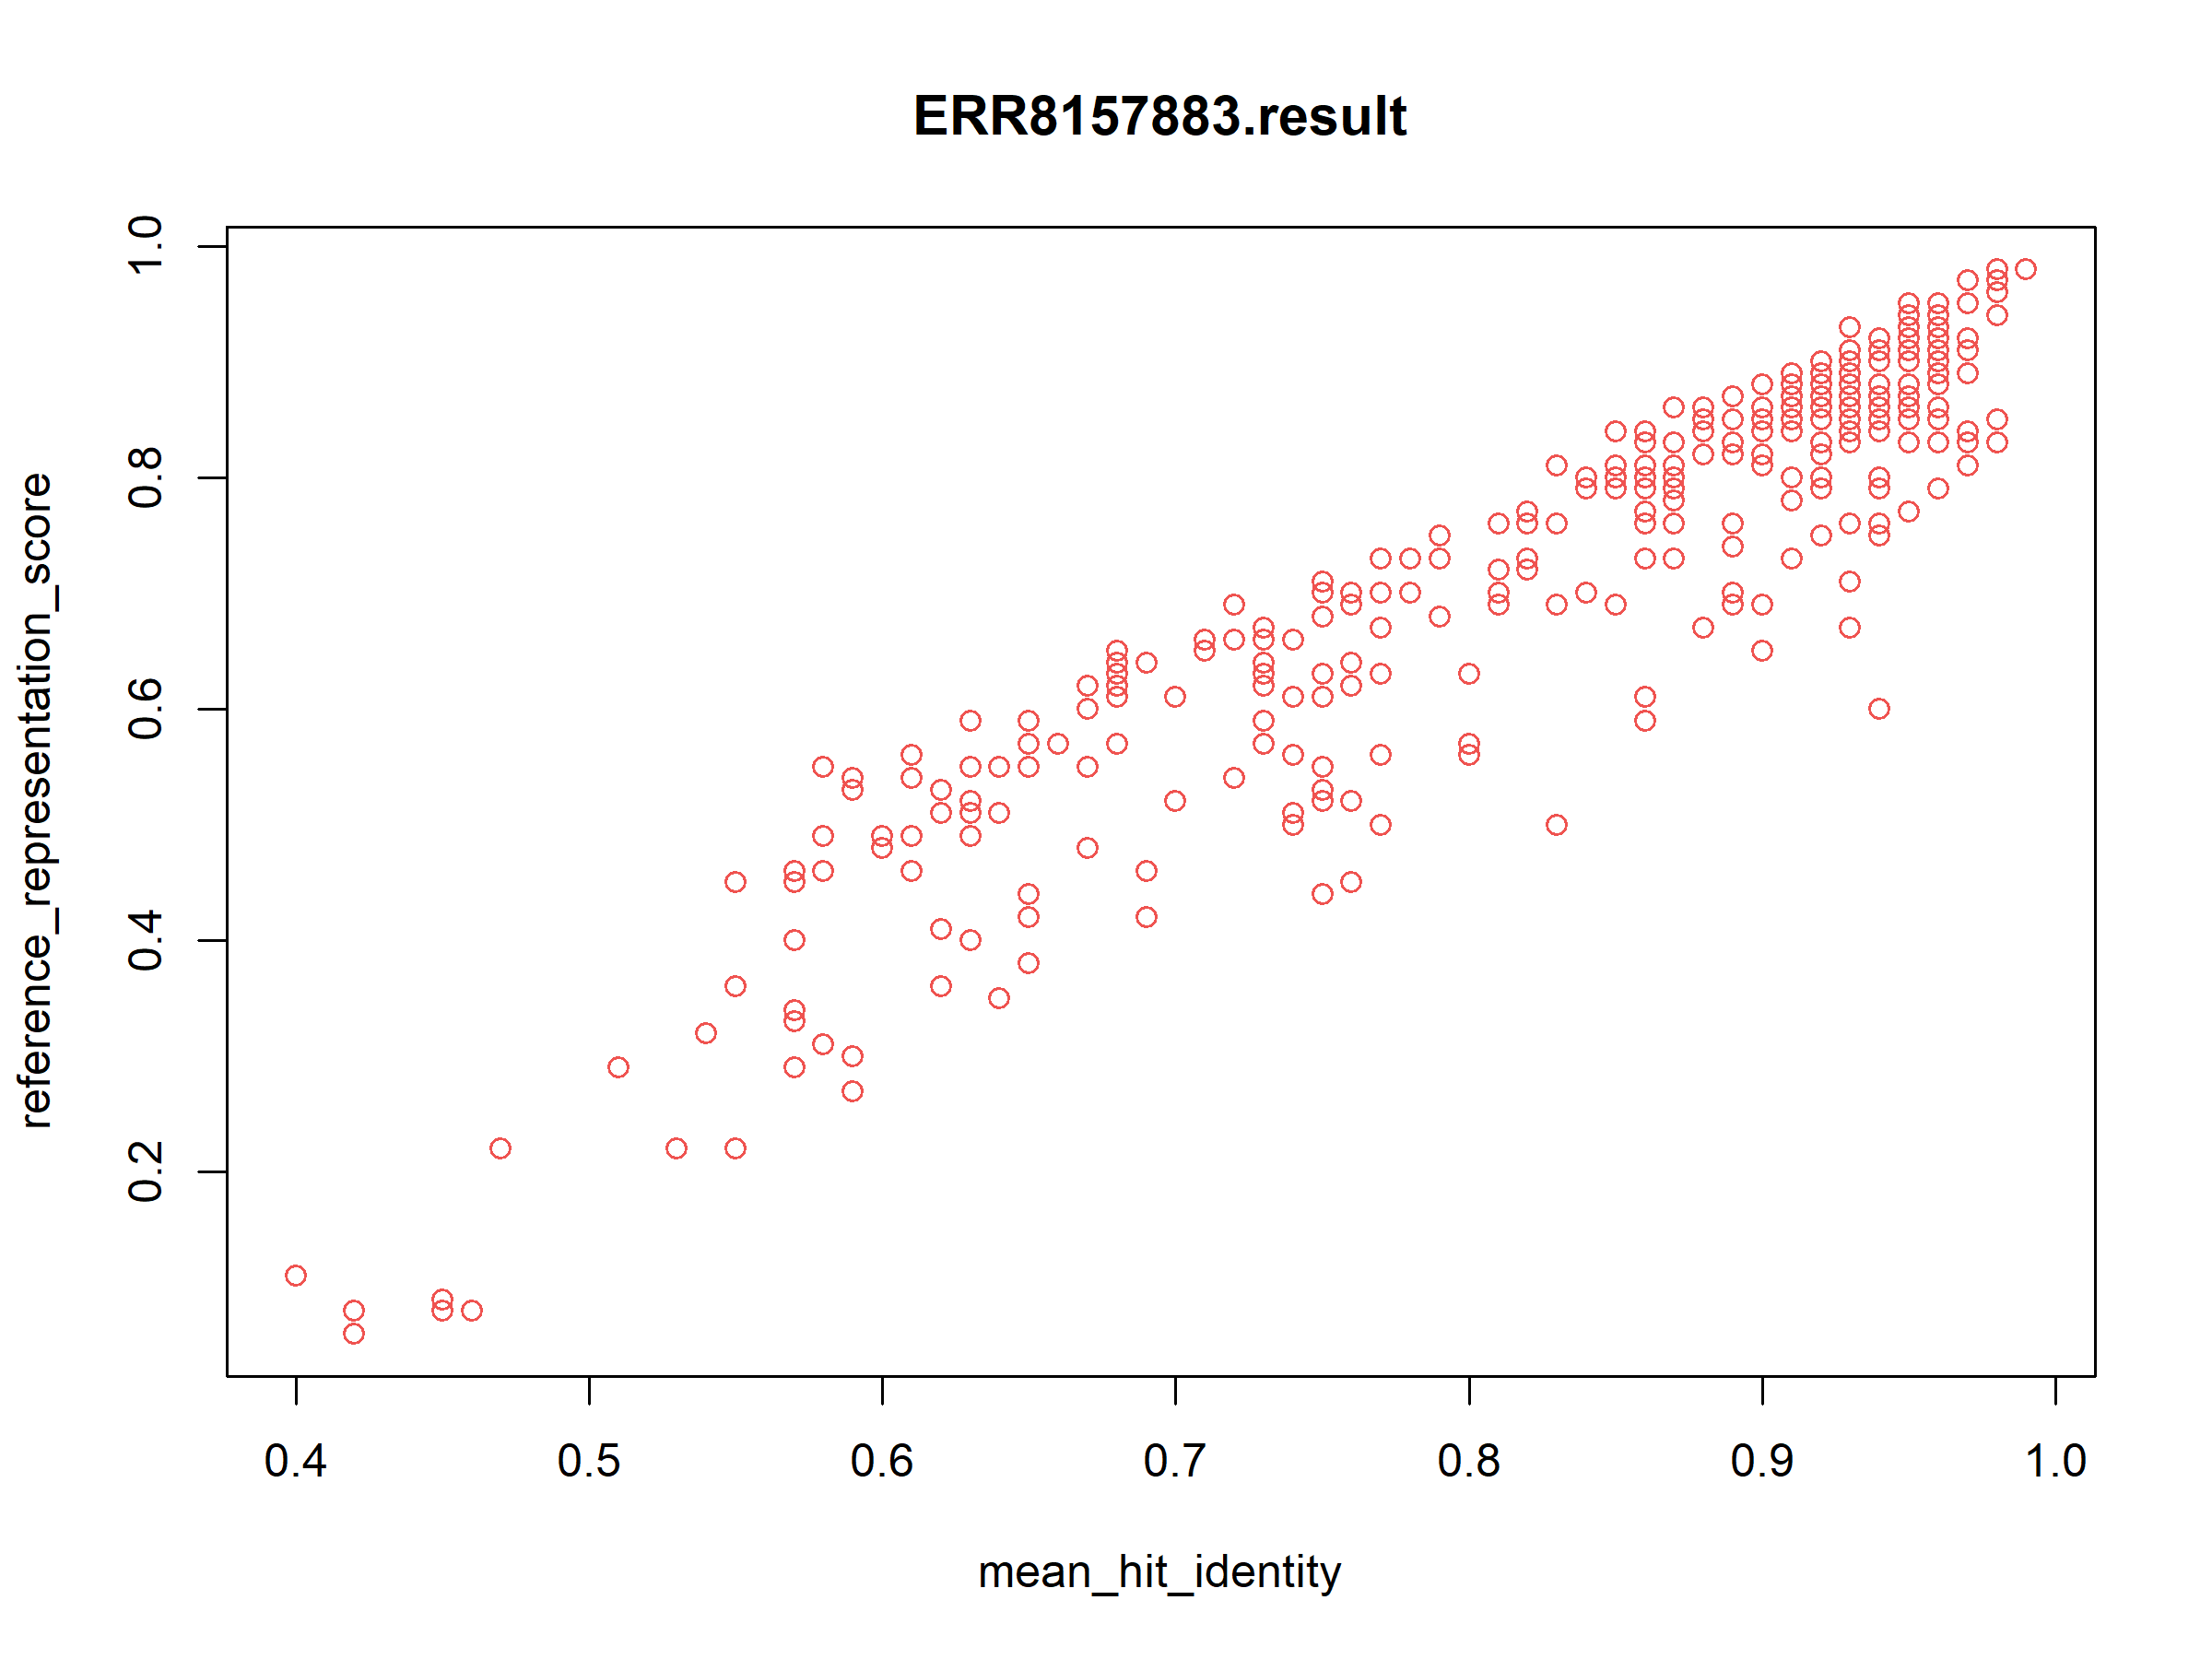 ERR8157883.result
reference_representation_score
1.0
0.8
0.6
0.4
0.2
0.4 0.5 0.6 0.7 0.8 0.9 1.0
mean_hit_identity